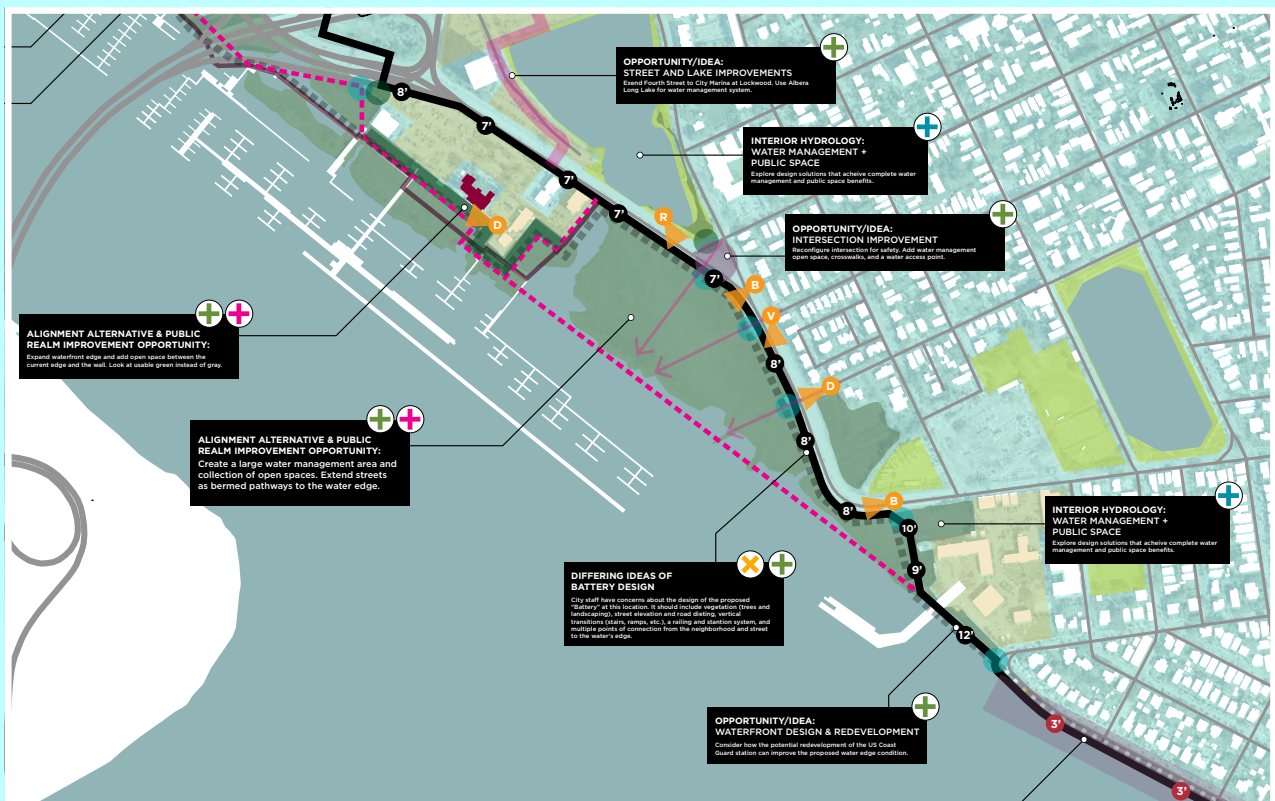 OPPORTUNITY/IDEA:
STREET AND LAKE IMPROVEMENTS
Exend Fourth Street to City Marina at Lockwood. Use Albera
Long Lake for water management system.
8'
7'
INTERIOR HYDROLOGY:
WATER MANAGEMENT +
PUBLIC SPACE
Explore design solutions that acheive complete water
management and public space benefits.
7'
7'
R
D
OPPORTUNITY/IDEA:
INTERSECTION IMPROVEMENT
Reconfigure intersection for safety. Add water management
open space, crosswalks, and a water access point.
7'
B
V
ALIGNMENT ALTERNATIVE & PUBLIC
REALM IMPROVEMENT OPPORTUNITY:
Expand waterfront edge and add open space between the
current edge and the wall. Look at usable green instead of gray.
8'
D
ALIGNMENT ALTERNATIVE & PUBLIC
REALM IMPROVEMENT OPPORTUNITY:
Create a large water management area and
collection of open spaces. Extend streets
as bermed pathways to the water edge.
8'
8'
B
10'
INTERIOR HYDROLOGY:
WATER MANAGEMENT +
PUBLIC SPACE
Explore design solutions that acheive complete water
management and public space benefits.
9'
DIFFERING IDEAS OF
BATTERY DESIGN
City staff have concerns about the design of the proposed
"Battery" at this location. It should include vegetation (trees and
landscaping), street elevation and road dieting, vertical
transitions (stairs, ramps, etc.), a railing and stantion system, and
multiple points of connection from the neighborhood and street
to the water's edge.
12'
OPPORTUNITY/IDEA:
WATERFRONT DESIGN & REDEVELOPMENT
Consider how the potential redevelopment of the US Coast
Guard station can improve the proposed water edge condition.
3'
3'